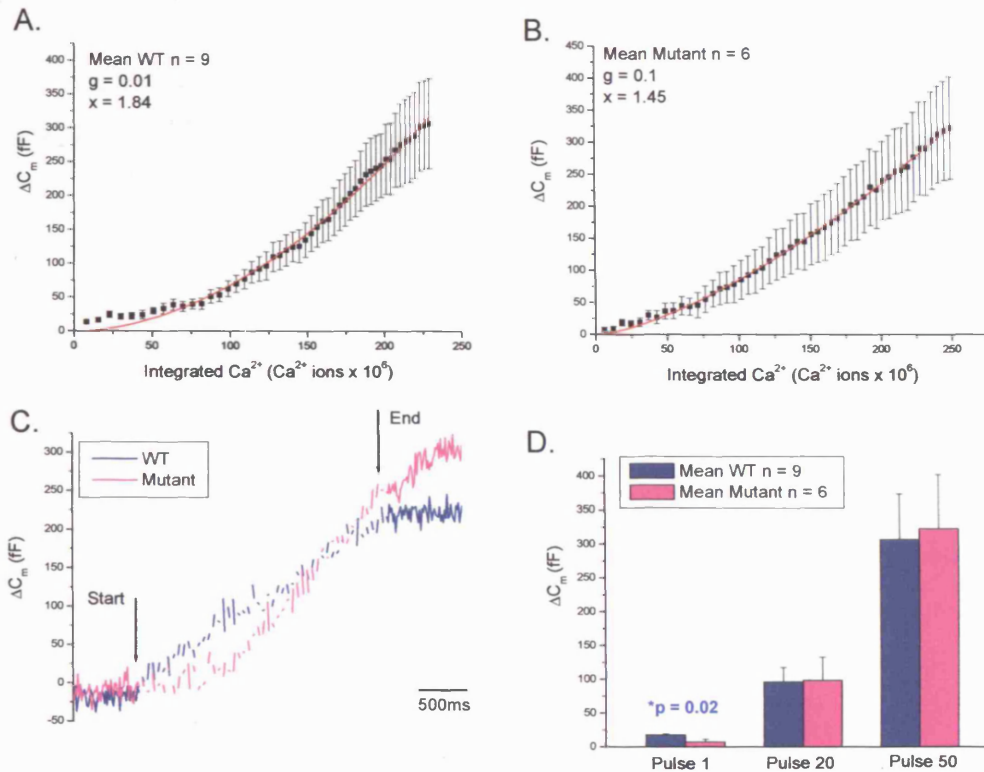 A.
Mean WT n = 9
g = 0.01
x = 1.84
ΔCm (fF)
400
350
300
250
200
150
100
50
0
0 50 100 150 200 250
Integrated Ca²⁺ (Ca²⁺ ions x 10⁶)
B.
Mean Mutant n = 6
g = 0.1
x = 1.45
ΔCm (fF)
450
400
350
300
250
200
150
100
50
0
0 50 100 150 200 250
Integrated Ca²⁺ (Ca²⁺ ions x 10⁶)
C.
WT
Mutant
Start
End
ΔCm (fF)
300
250
200
150
100
50
0
-50
500ms
D.
Mean WT n = 9
Mean Mutant n = 6
ΔCm (fF)
400
350
300
250
200
150
100
50
0
*p = 0.02
Pulse 1 Pulse 20 Pulse 50